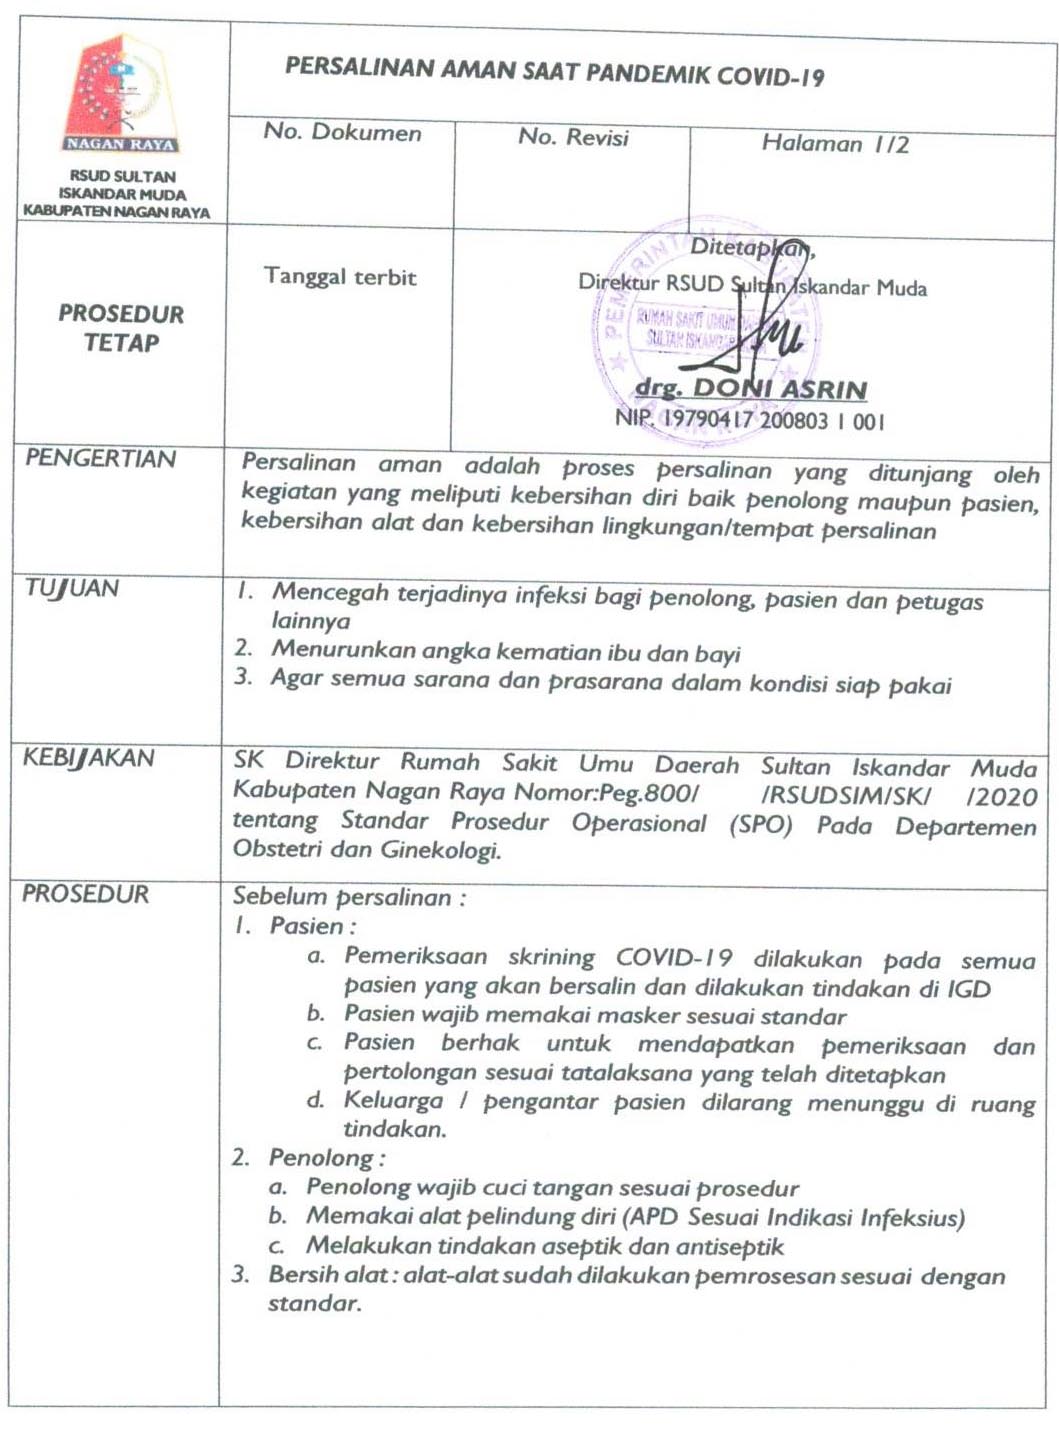 PERSALINAN AMAN SAAT PANDEMIK COVID-19
NAGAN RAYA
RSUD SULTAN
ISKANDAR MUDA
KABUPATEN NAGAN RAYA
No. Dokumen
No. Revisi
Halaman 1/2
PROSEDUR
TETAP
Tanggal terbit
Ditetapkan,
Direktur RSUD Sultan Iskandar Muda
PEMERINTAH KABUPATEN
RUMAH SAKIT UMUM
SULTAN ISKANDAR
NAGAN RAYA
drg. DONI ASRIN
NIP. 19790417 200803 1 001
PENGERTIAN
Persalinan aman adalah proses persalinan yang ditunjang oleh
kegiatan yang meliputi kebersihan diri baik penolong maupun pasien,
kebersihan alat dan kebersihan lingkungan/tempat persalinan
TUJUAN
1. Mencegah terjadinya infeksi bagi penolong, pasien dan petugas
lainnya
2. Menurunkan angka kematian ibu dan bayi
3. Agar semua sarana dan prasarana dalam kondisi siap pakai
KEBIJAKAN
SK Direktur Rumah Sakit Umu Daerah Sultan Iskandar Muda
Kabupaten Nagan Raya Nomor:Peg.800/ /RSUDSIM/SK/ /2020
tentang Standar Prosedur Operasional (SPO) Pada Departemen
Obstetri dan Ginekologi.
PROSEDUR
Sebelum persalinan :
1. Pasien :
a. Pemeriksaan skrining COVID-19 dilakukan pada semua
pasien yang akan bersalin dan dilakukan tindakan di IGD
b. Pasien wajib memakai masker sesuai standar
c. Pasien berhak untuk mendapatkan pemeriksaan dan
pertolongan sesuai tatalaksana yang telah ditetapkan
d. Keluarga / pengantar pasien dilarang menunggu di ruang
tindakan.
2. Penolong :
a. Penolong wajib cuci tangan sesuai prosedur
b. Memakai alat pelindung diri (APD Sesuai Indikasi Infeksius)
c. Melakukan tindakan aseptik dan antiseptik
3. Bersih alat : alat-alat sudah dilakukan pemrosesan sesuai dengan
standar.